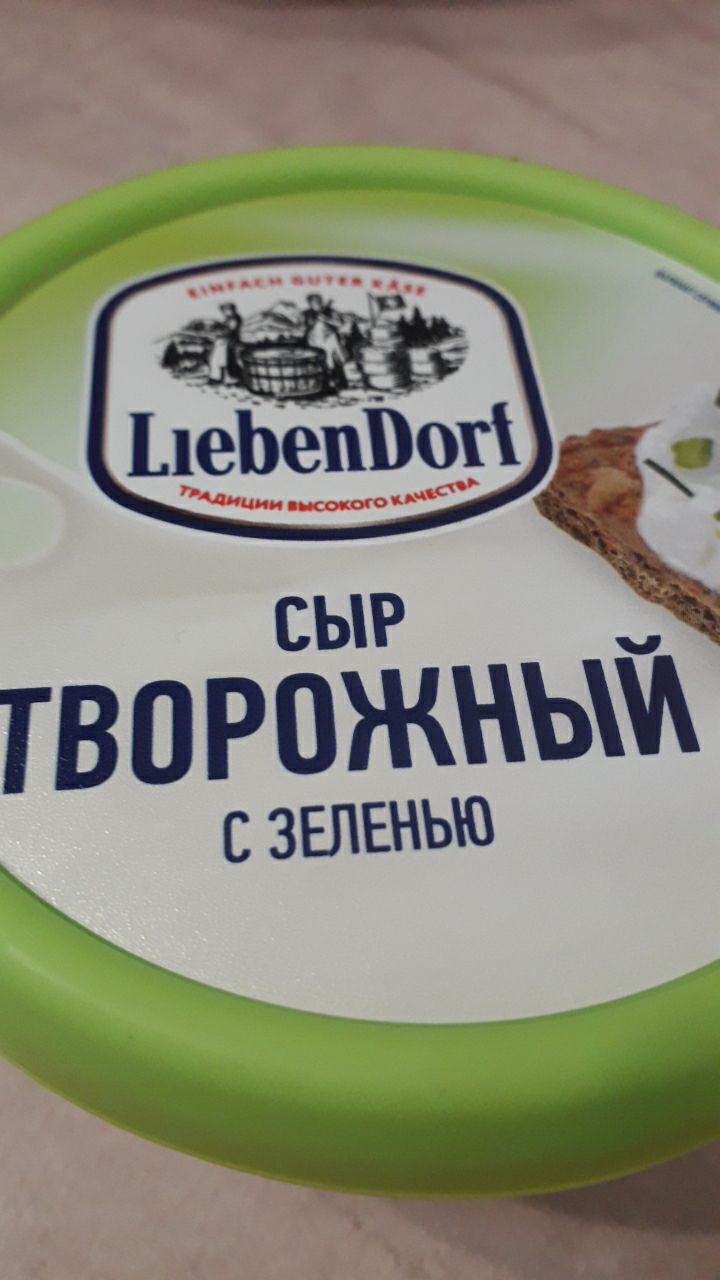 EINFACH GUTER KÄSE
LIebenDorf
ТРАДИЦИИ ВЫСОКОГО КАЧЕСТВА
СЫР
ТВОРОЖНЫЙ
С ЗЕЛЕНЬЮ